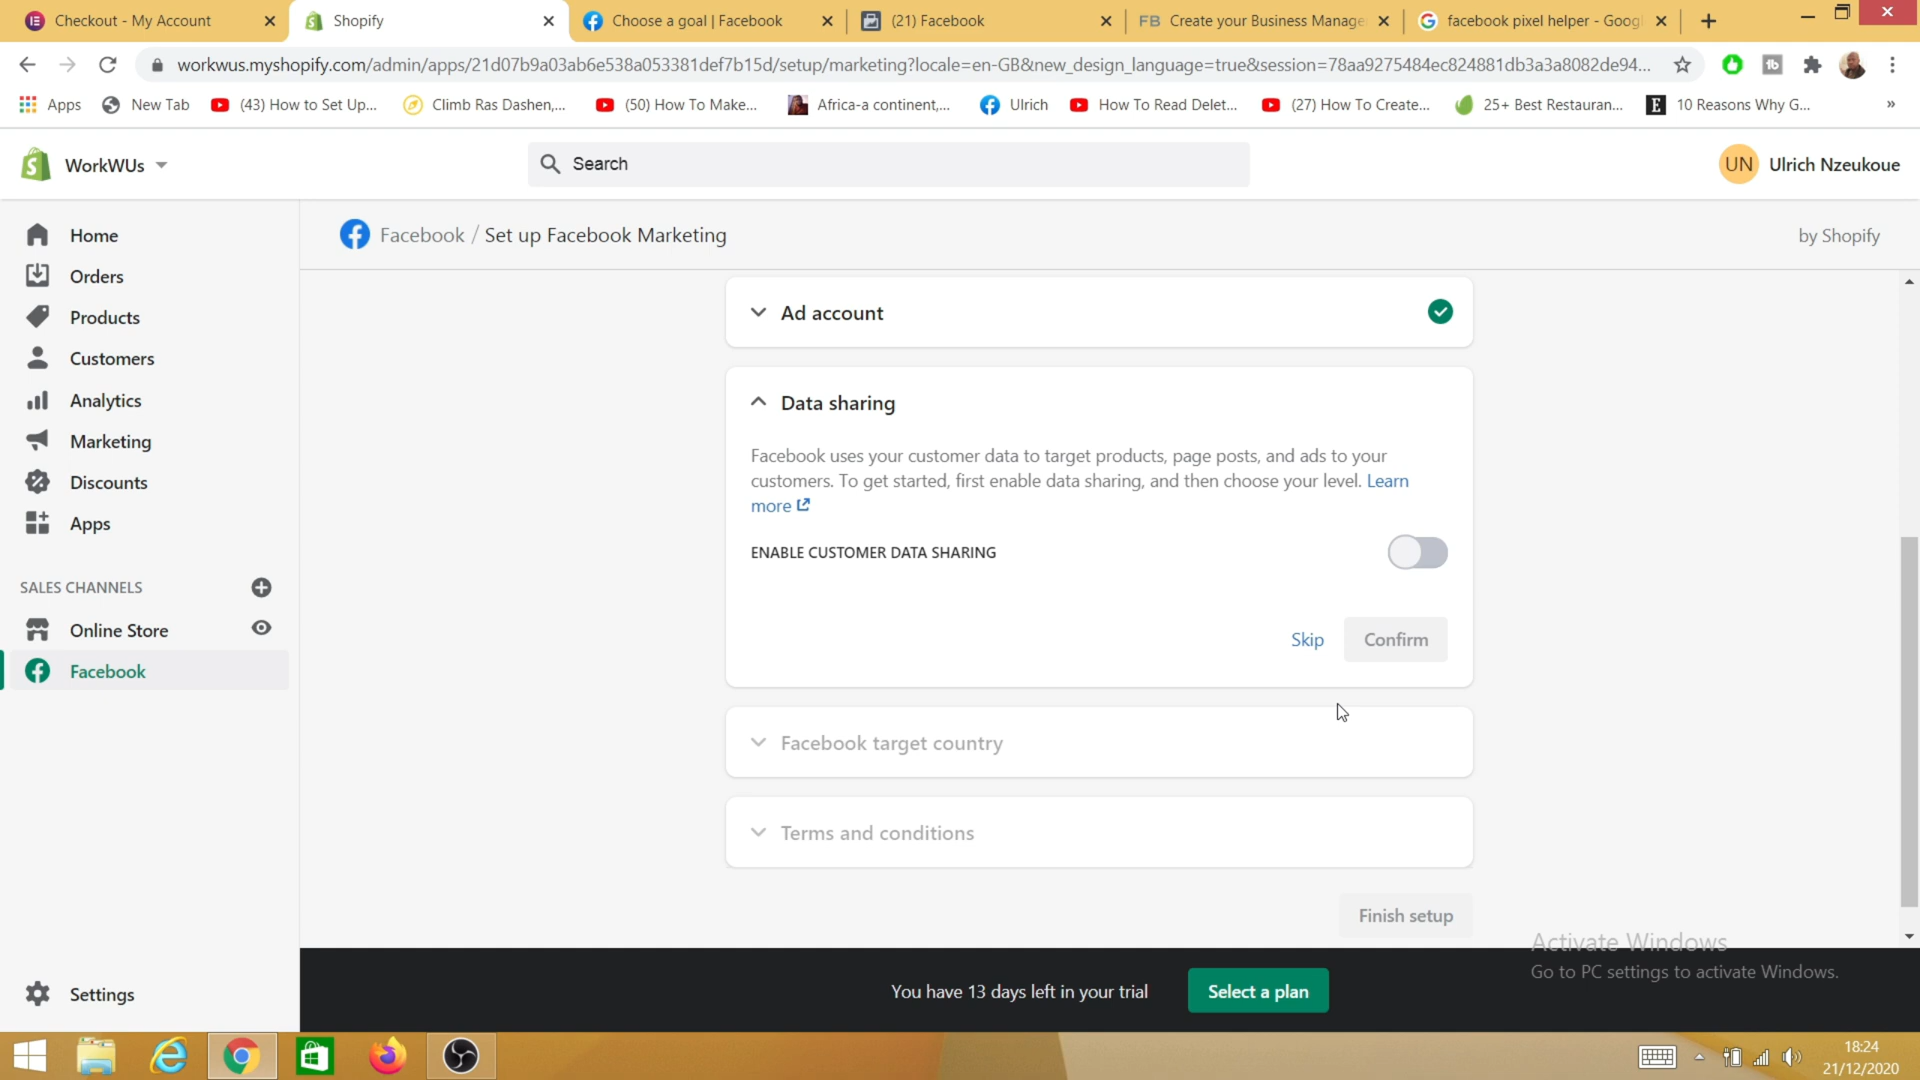 Checkout - My Account
Shopify
Choose a goal | Facebook
(21) Facebook
FB Create your Business Manage
facebook pixel helper - Goog
workwus.myshopify.com/admin/apps/21d07b9a03ab6e538a053381def7b15d/setup/marketing?locale=en-GB&new_design_language=true&session=78aa9275484ec824881db3a3a8082de94...
Apps
New Tab
(43) How to Set Up...
Climb Ras Dashen,...
(50) How To Make...
Africa-a continent,...
Ulrich
How To Read Delet...
(27) How To Create...
25+ Best Restauran...
E 10 Reasons Why G...
»
WorkWUs
Search
UN Ulrich Nzeukoue
Home
Orders
Products
Customers
Analytics
Marketing
Discounts
Apps
SALES CHANNELS
Online Store
Facebook
Settings
Facebook / Set up Facebook Marketing
by Shopify
Ad account
Data sharing
Facebook uses your customer data to target products, page posts, and ads to your
customers. To get started, first enable data sharing, and then choose your level. Learn
more
ENABLE CUSTOMER DATA SHARING
Skip
Confirm
Facebook target country
Terms and conditions
Finish setup
Activate Windows
Go to PC settings to activate Windows.
You have 13 days left in your trial
Select a plan
18:24
21/12/2020